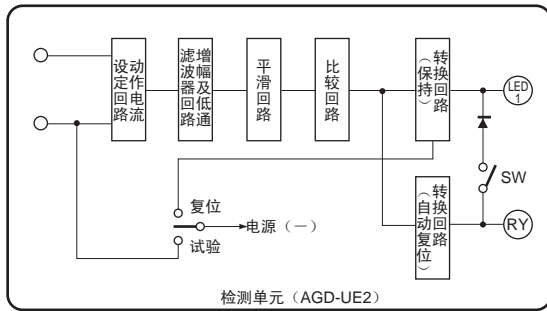 动作电流
设定回路
增幅及低通
滤波器回路
平滑回路
比较回路
转换回路
（保持）
LED
1
SW
复位
电源（－）
试验
转换回路
（自动复位）
RY
检测单元（AGD-UE2）